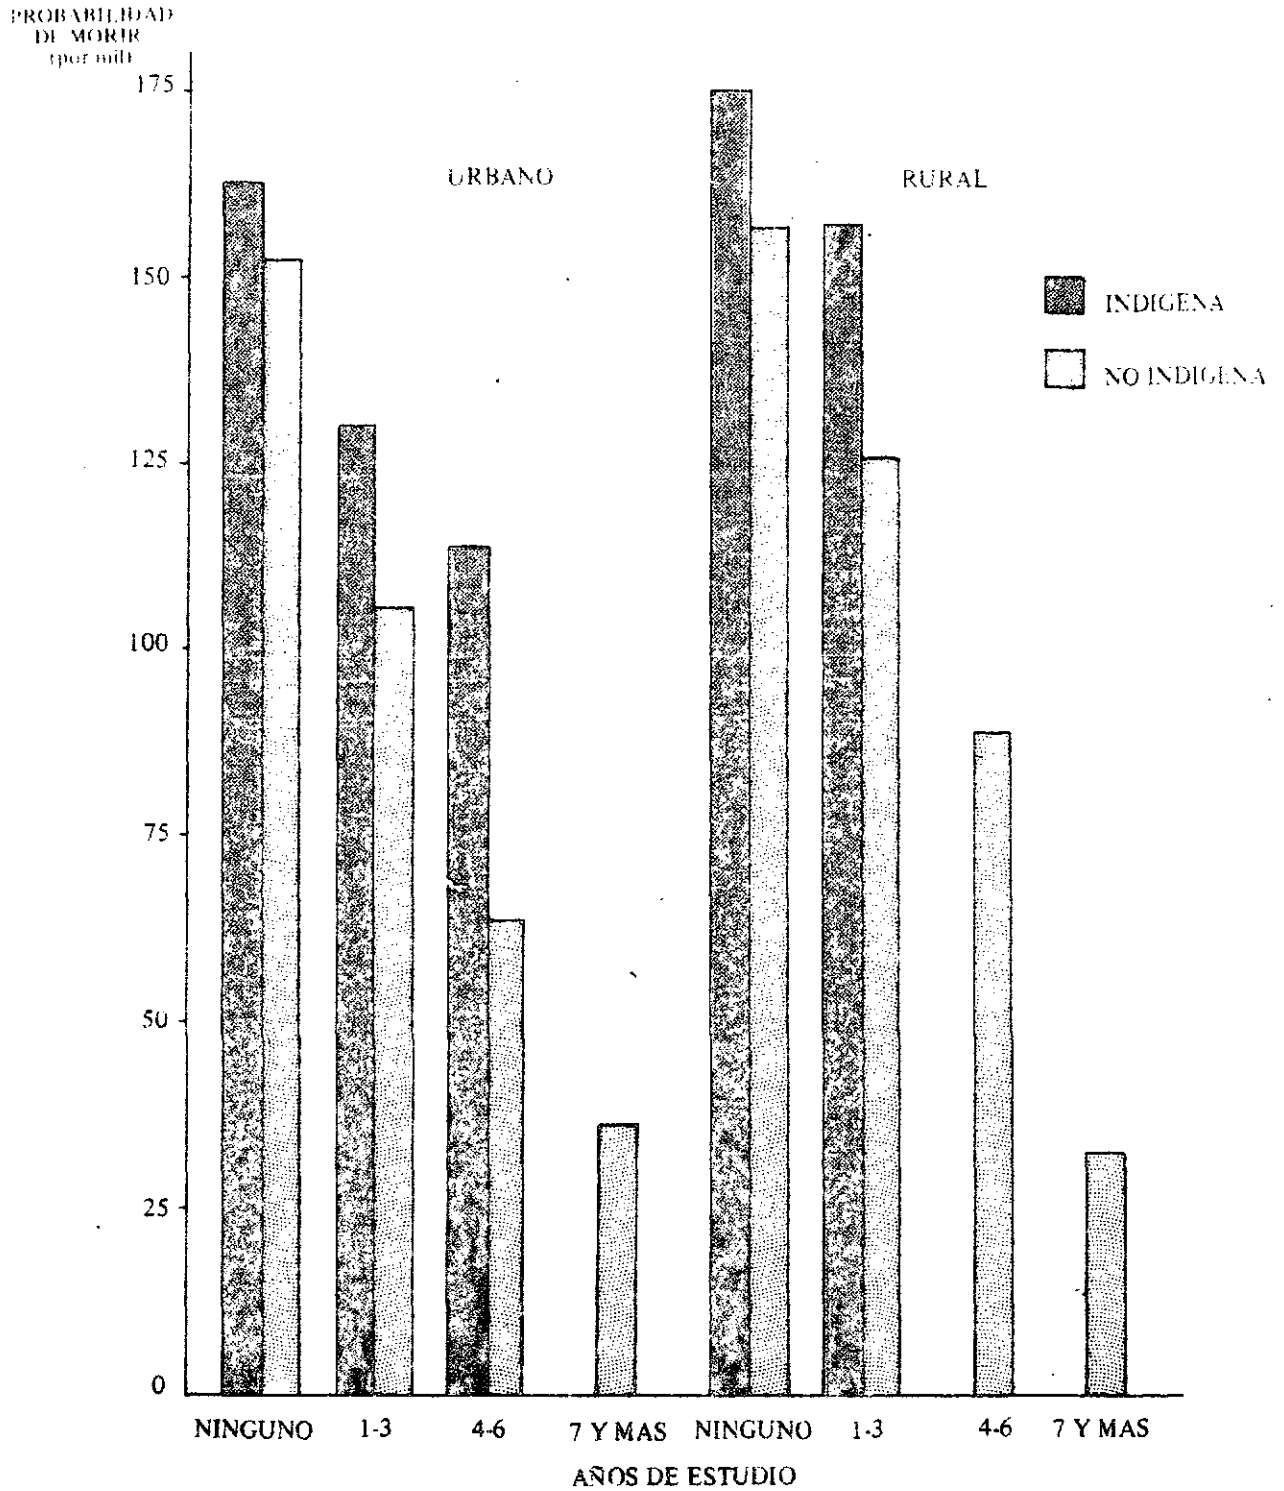 PROBABILIDAD
DE MORIR
(por mil)
175
150
125
100
75
50
25
0
URBANO
RURAL
INDIGENA
NO INDIGENA
NINGUNO 1-3 4-6 7 Y MAS NINGUNO 1-3 4-6 7 Y MAS
AÑOS DE ESTUDIO